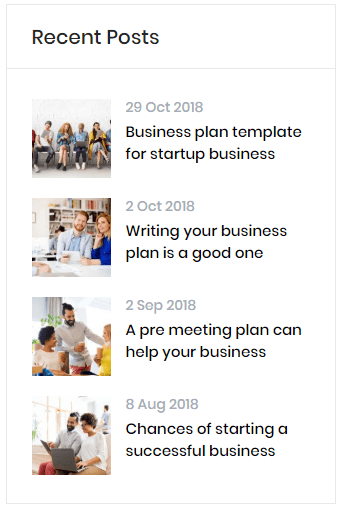 Recent Posts
29 Oct 2018
Business plan template
for startup business
2 Oct 2018
Writing your business
plan is a good one
2 Sep 2018
A pre meeting plan can
help your business
8 Aug 2018
Chances of starting a
successful business